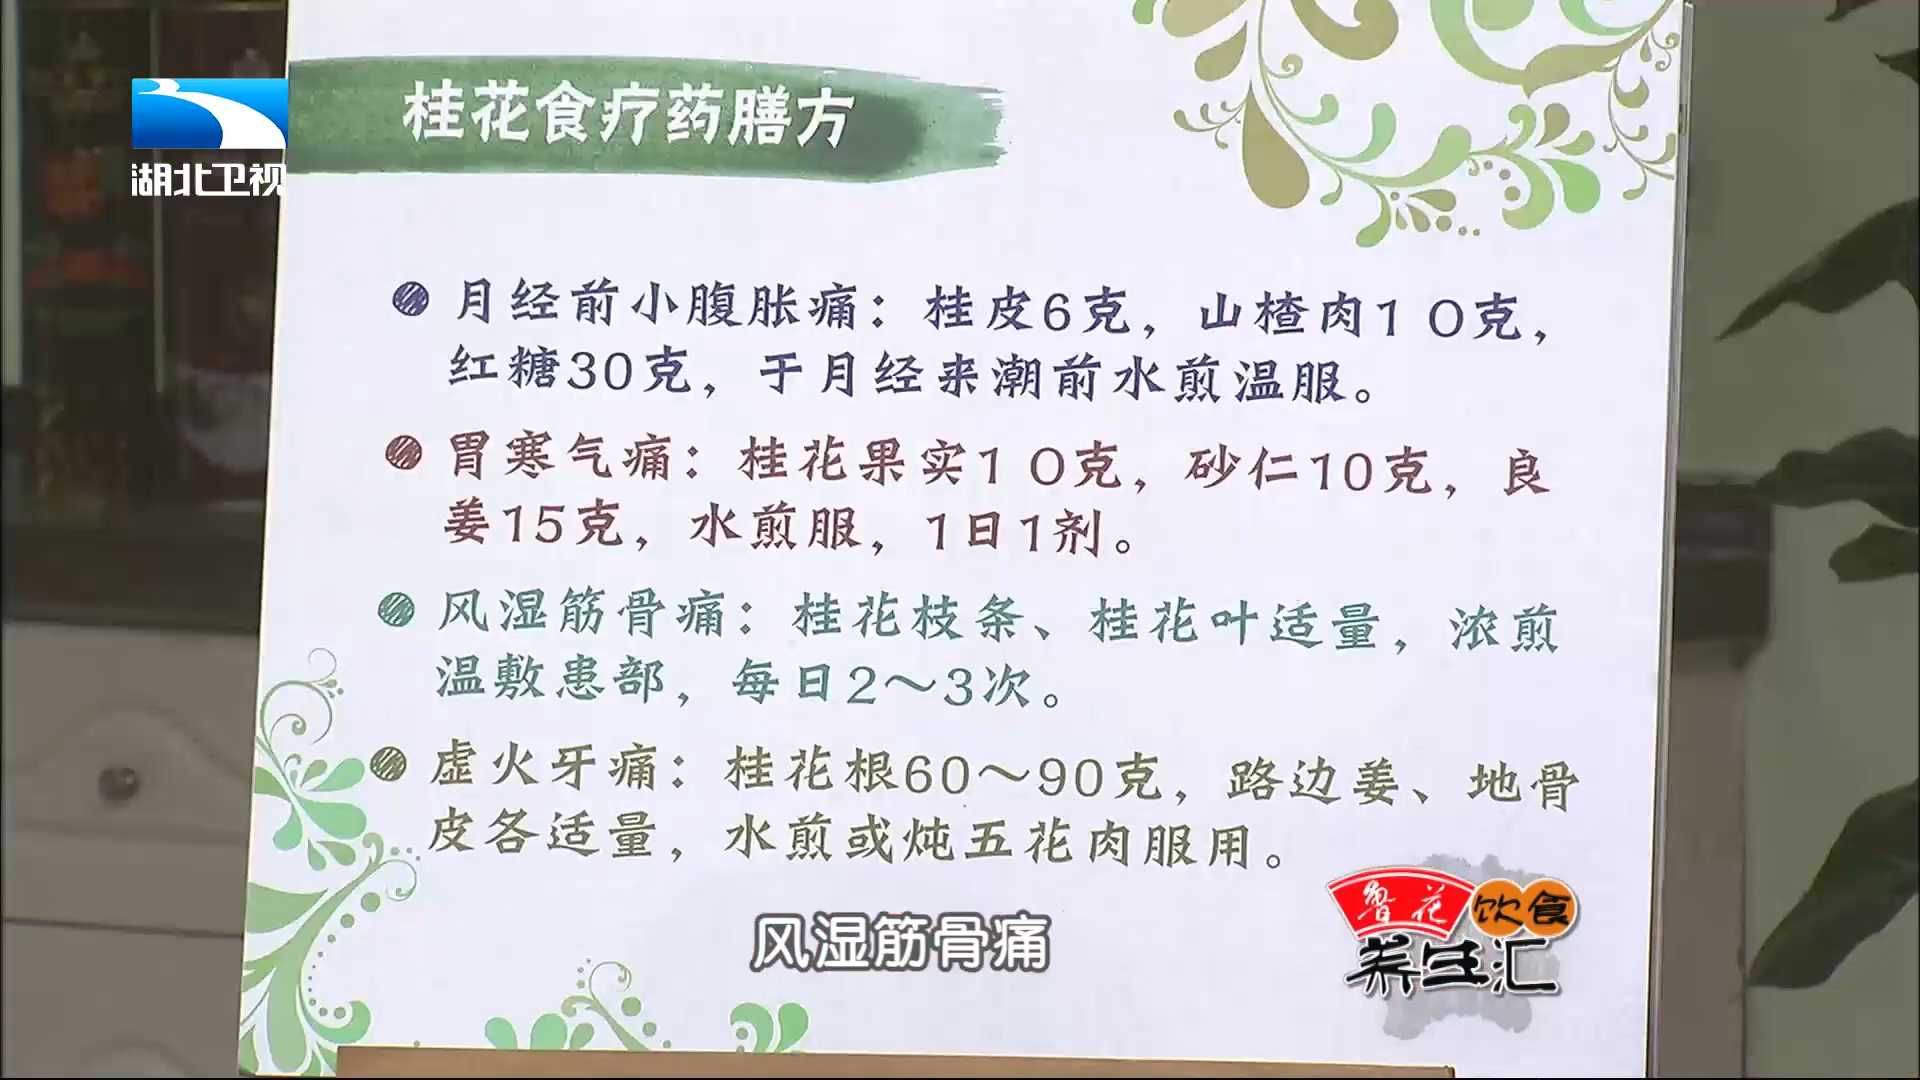 桂花食疗药膳方
湖北卫视
月经前小腹胀痛：桂皮6克，山楂肉10克，
红糖30克，于月经来潮前水煎温服。
胃寒气痛：桂花果实10克，砂仁10克，良
姜15克，水煎服，1日1剂。
风湿筋骨痛：桂花枝条、桂花叶适量，浓煎
温敷患部，每日2～3次。
虚火牙痛：桂花根60～90克，路边姜、地骨
皮各适量，水煎或炖五花肉服用。
鲁花 饮食
养生汇
风湿筋骨痛